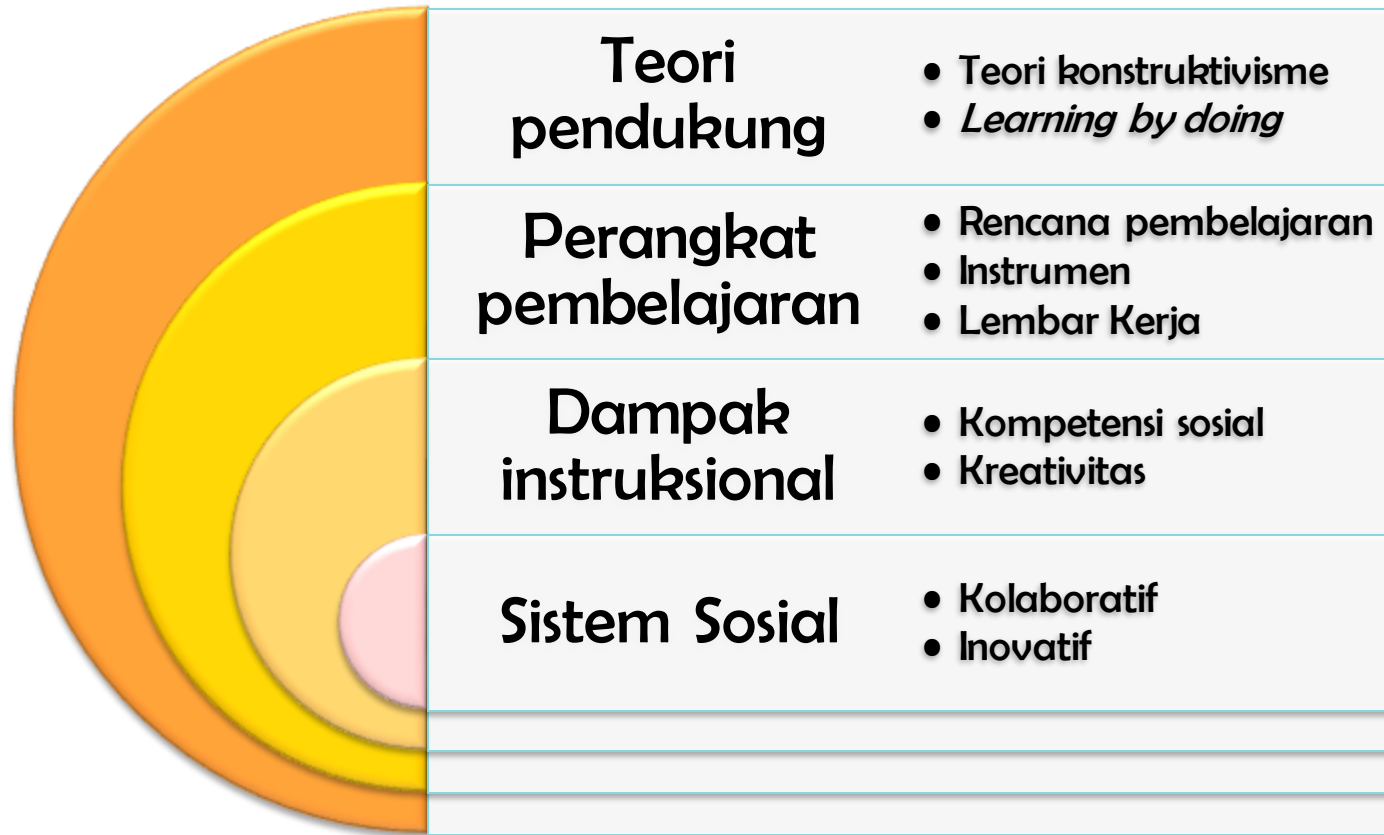 Teori
pendukung
• Teori konstruktivisme
• Learning by doing
Perangkat
pembelajaran
• Rencana pembelajaran
• Instrumen
• Lembar Kerja
Dampak
instruksional
• Kompetensi sosial
• Kreativitas
Sistem Sosial
• Kolaboratif
• Inovatif